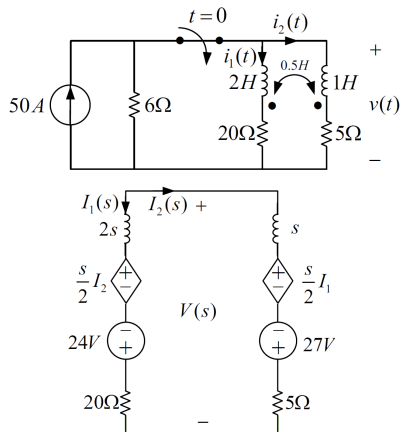 t=0
i₂(t)
i₁(t)
+
50A
6Ω
2H
0.5H
1H
v(t)
20Ω
5Ω
−
I₁(s)
I₂(s)
+
2s
s
s/2 I₂
+
−
+
−
s/2 I₁
V(s)
24V
−
+
−
+
27V
20Ω
5Ω
−